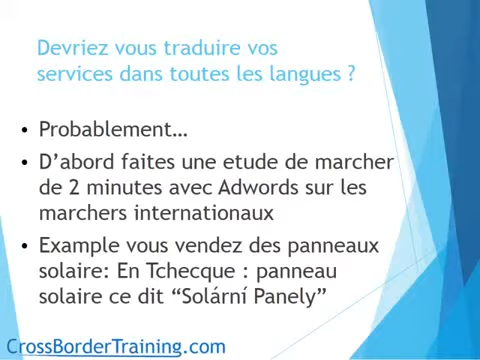 Devriez vous traduire vos
services dans toutes les langues ?
• Probablement…
• D’abord faites une etude de marcher
de 2 minutes avec Adwords sur les
marchers internationaux
• Example vous vendez des panneaux
solaire: En Tchecque : panneau
solaire ce dit “Solární Panely”
CrossBorderTraining.com